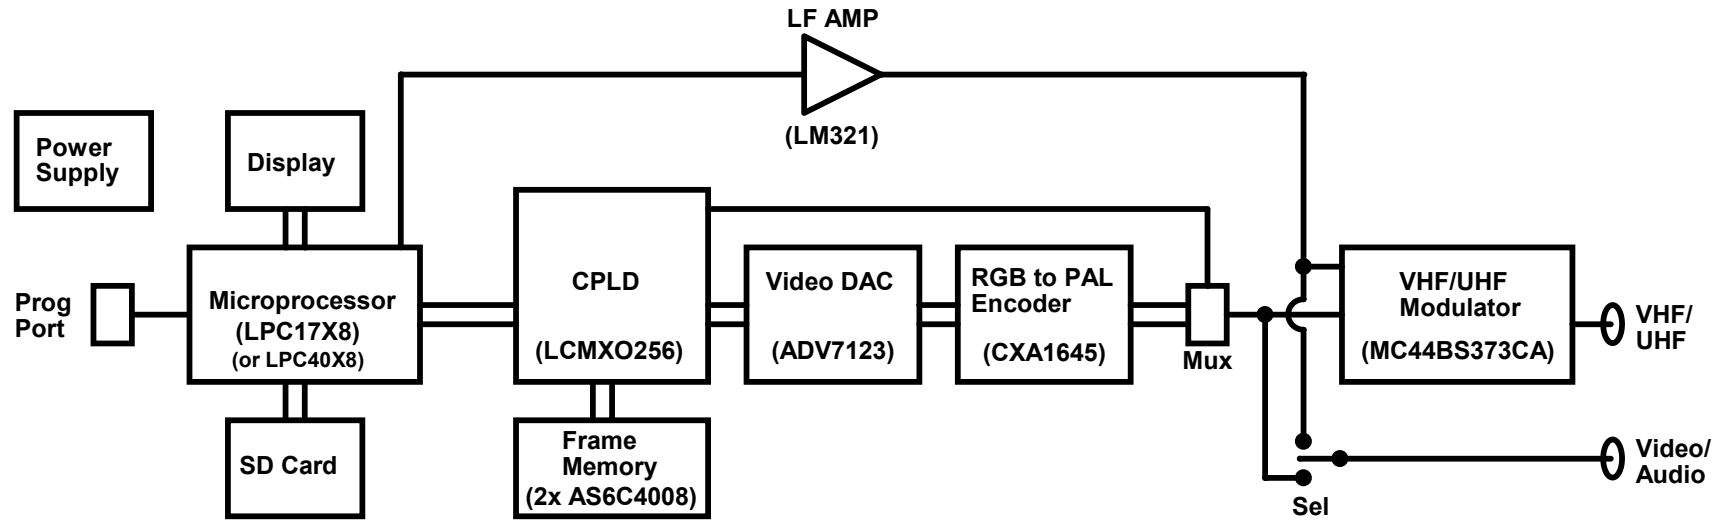 LF AMP
(LM321)
Power
Supply
Display
Prog
Port
Microprocessor
(LPC17X8)
(or LPC40X8)
SD Card
CPLD
(LCMXO256)
Frame
Memory
(2x AS6C4008)
Video DAC
(ADV7123)
RGB to PAL
Encoder
(CXA1645)
Mux
VHF/UHF
Modulator
(MC44BS373CA)
VHF/
UHF
Sel
Video/
Audio